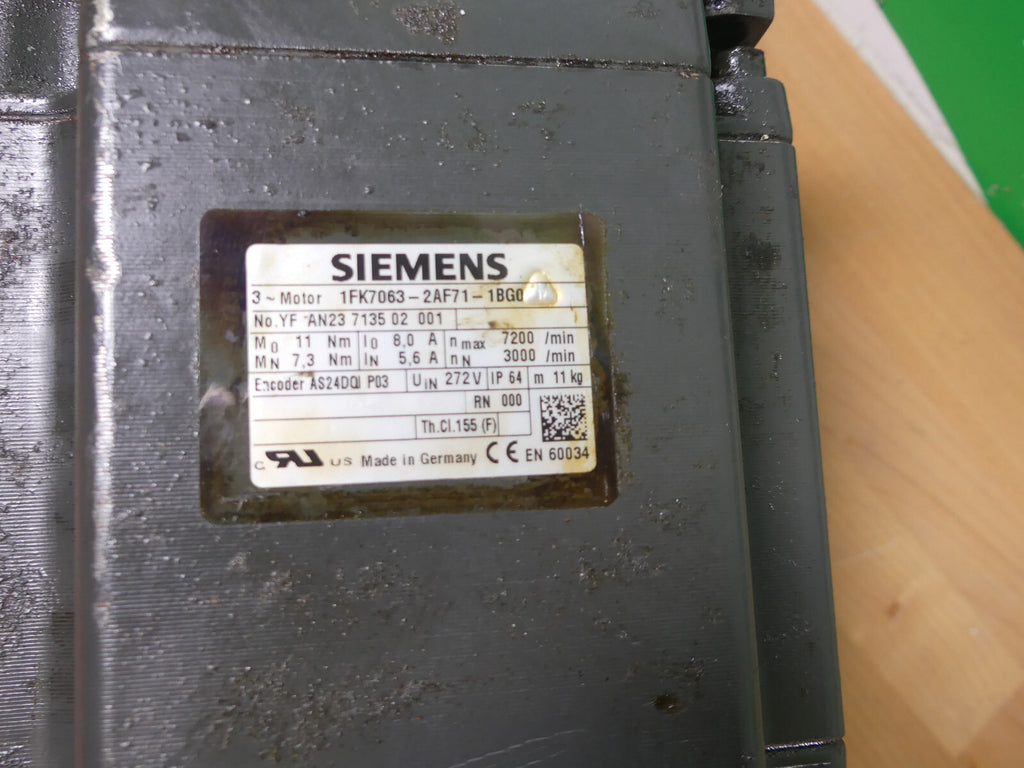 SIEMENS
3 ~ Motor 1FK7063-2AF71-1BG0
No.YF AN23 7135 02 001
M0 11 Nm I0 8,0 A nmax 7200 /min
MN 7,3 Nm IN 5,6 A nN 3000 /min
Encoder AS24DQI P03 UIN 272 V IP 64 m 11 kg
RN 000
Th.Cl.155 (F)
C RU US Made in Germany CE EN 60034